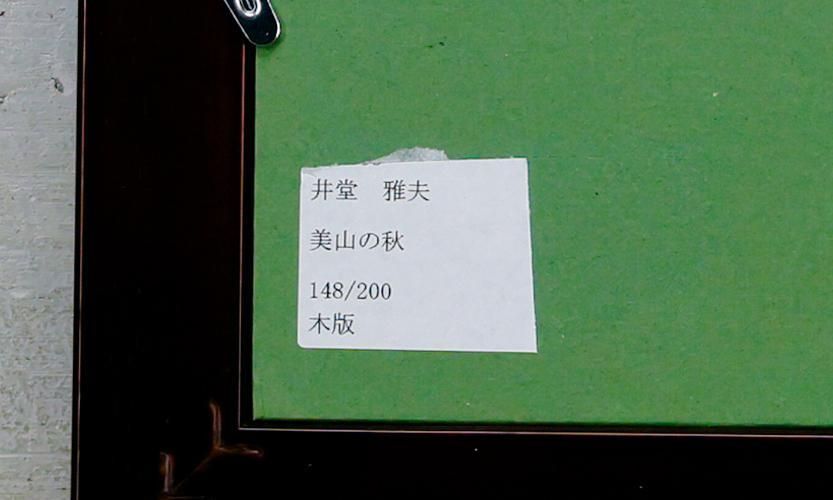 井堂　雅夫
美山の秋
148/200
木版